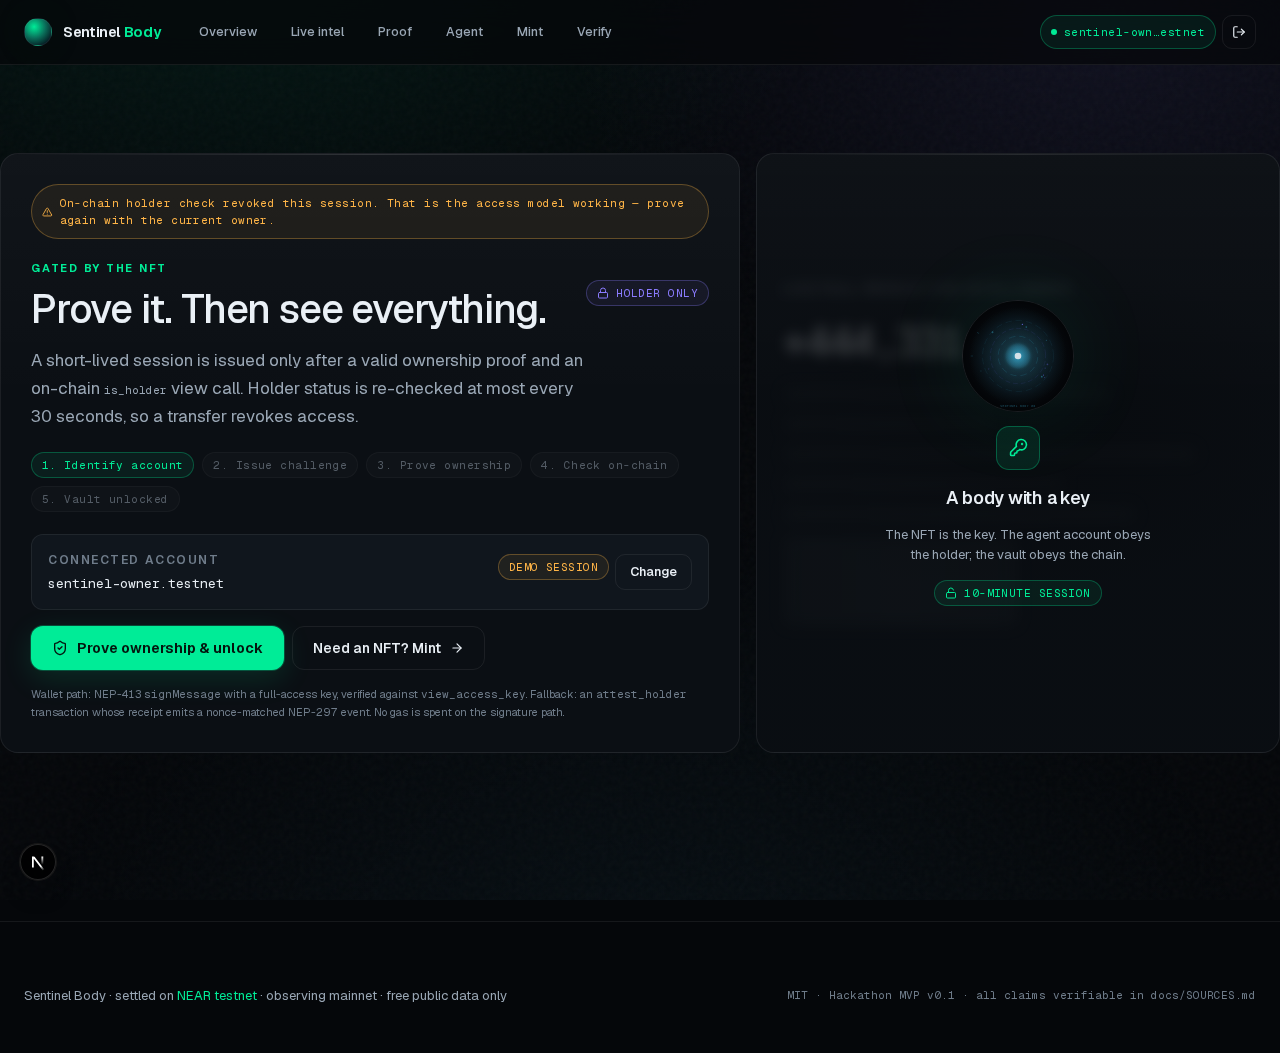 Sentinel Body
Overview
Live intel
Proof
Agent
Mint
Verify
sentinel-own…estnet
On-chain holder check revoked this session. That is the access model working — prove
again with the current owner.
GATED BY THE NFT
Prove it. Then see everything.
HOLDER ONLY
A short-lived session is issued only after a valid ownership proof and an
on-chain is_holder view call. Holder status is re-checked at most every
30 seconds, so a transfer revokes access.
1. Identify account
2. Issue challenge
3. Prove ownership
4. Check on-chain
5. Vault unlocked
CONNECTED ACCOUNT
sentinel-owner.testnet
DEMO SESSION
Change
Prove ownership & unlock
Need an NFT? Mint
Wallet path: NEP-413 signMessage with a full-access key, verified against view_access_key. Fallback: an attest_holder
transaction whose receipt emits a nonce-matched NEP-297 event. No gas is spent on the signature path.
A body with a key
The NFT is the key. The agent account obeys
the holder; the vault obeys the chain.
10-MINUTE SESSION
N
Sentinel Body · settled on NEAR testnet · observing mainnet · free public data only
MIT · Hackathon MVP v0.1 · all claims verifiable in docs/SOURCES.md